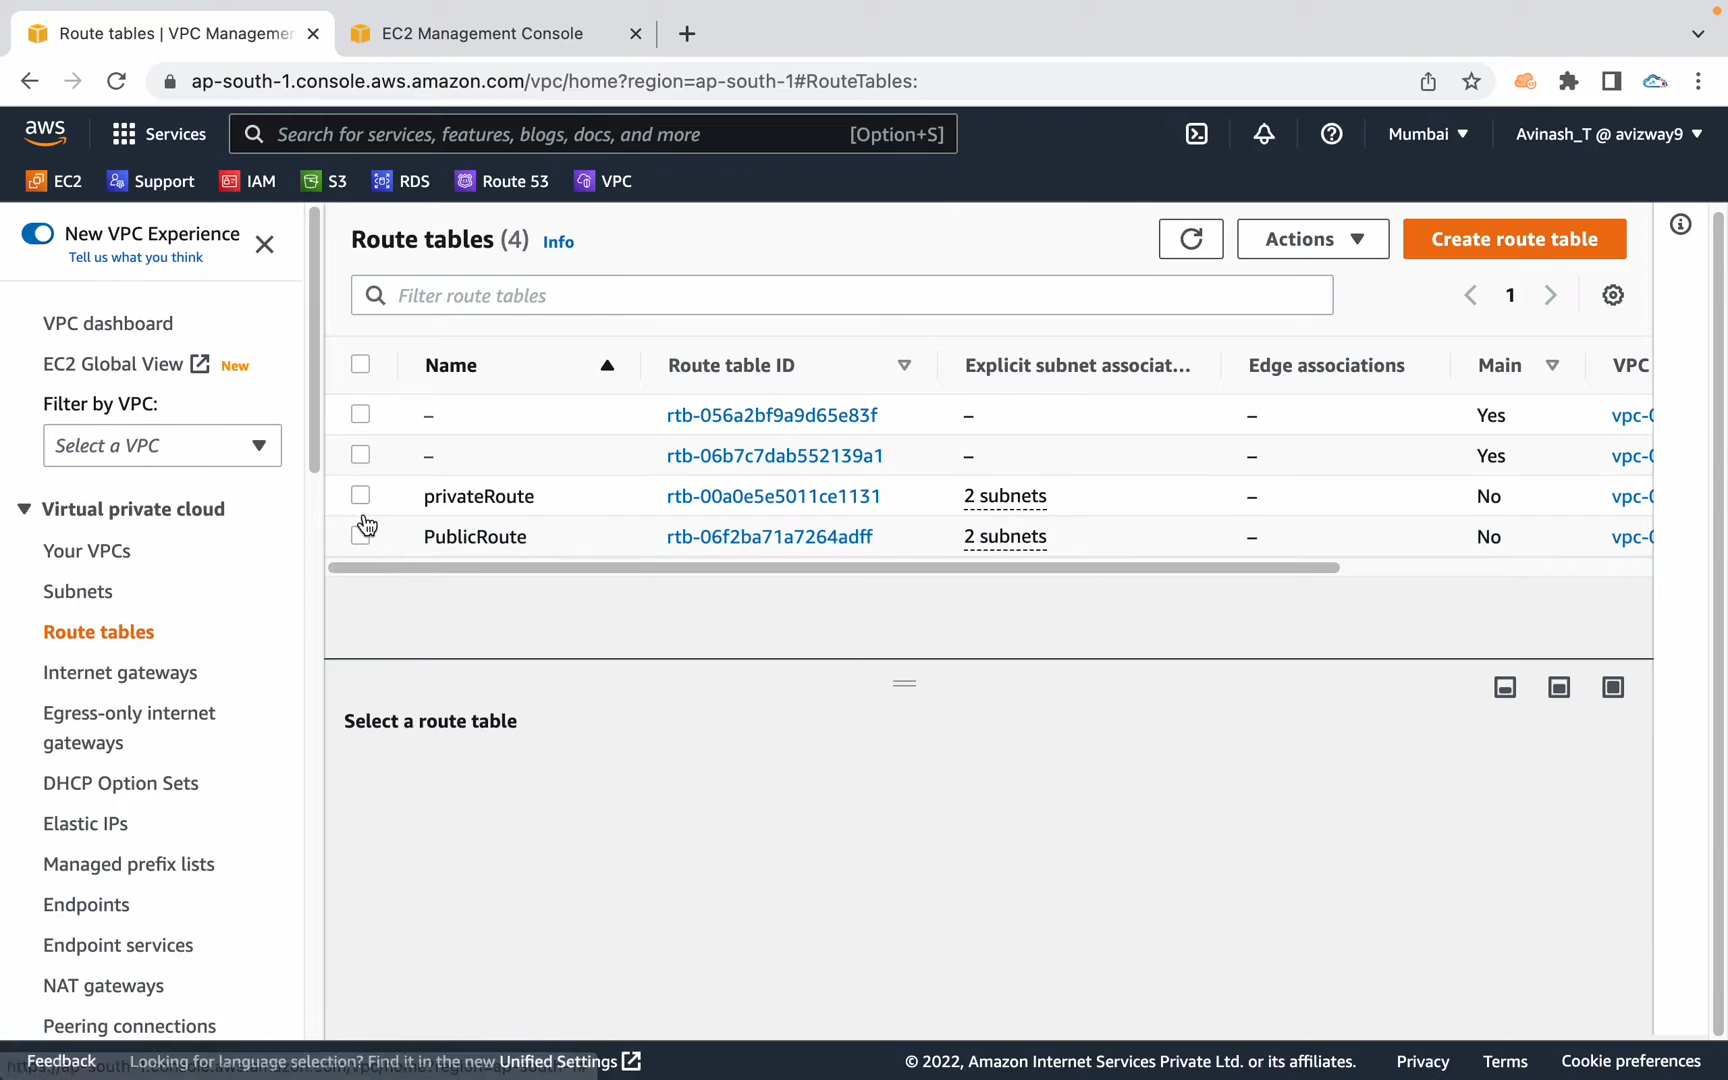 Route tables | VPC Managemer
EC2 Management Console
ap-south-1.console.aws.amazon.com/vpc/home?region=ap-south-1#RouteTables:
aws
Services
Search for services, features, blogs, docs, and more
[Option+S]
Mumbai
Avinash_T @ avizway9
EC2
Support
IAM
S3
RDS
Route 53
VPC
New VPC Experience
Tell us what you think
VPC dashboard
EC2 Global View
New
Filter by VPC:
Select a VPC
Virtual private cloud
Your VPCs
Subnets
Route tables
Internet gateways
Egress-only internet
gateways
DHCP Option Sets
Elastic IPs
Managed prefix lists
Endpoints
Endpoint services
NAT gateways
Peering connections
Route tables (4) Info
Actions
Create route table
Filter route tables
1
Name Route table ID Explicit subnet associat... Edge associations Main VPC
– rtb-056a2bf9a9d65e83f – – Yes vpc-0
– rtb-06b7c7dab552139a1 – – Yes vpc-0
privateRoute rtb-00a0e5e5011ce1131 2 subnets – No vpc-0
PublicRoute rtb-06f2ba71a7264adff 2 subnets – No vpc-0
Select a route table
Feedback
Looking for language selection? Find it in the new Unified Settings
© 2022, Amazon Internet Services Private Ltd. or its affiliates.
Privacy
Terms
Cookie preferences